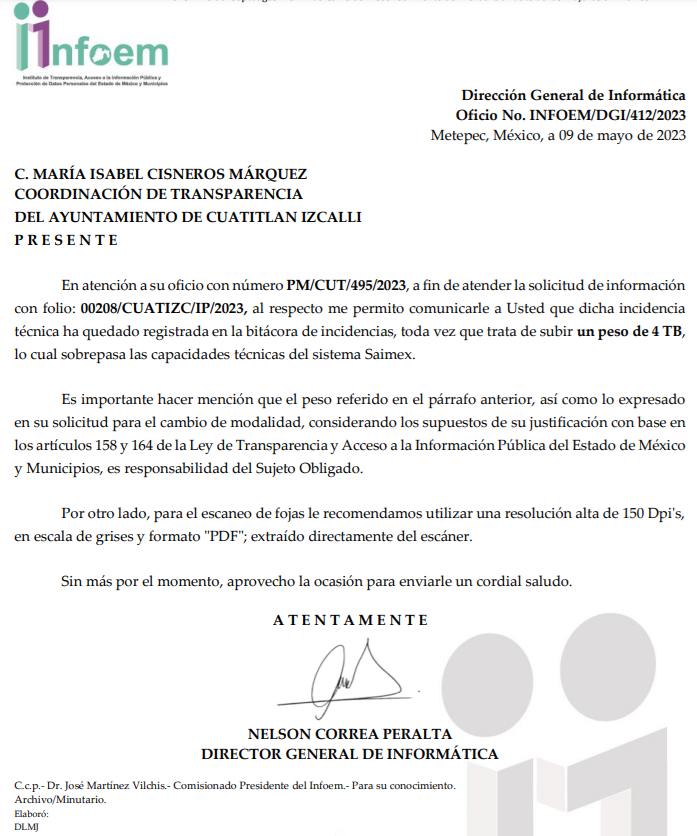 infoem
Instituto de Transparencia, Acceso a la Información Pública y
Protección de Datos Personales del Estado de México y Municipios
Dirección General de Informática
Oficio No. INFOEM/DGI/412/2023
Metepec, México, a 09 de mayo de 2023
C. MARÍA ISABEL CISNEROS MÁRQUEZ
COORDINACIÓN DE TRANSPARENCIA
DEL AYUNTAMIENTO DE CUATITLAN IZCALLI
P R E S E N T E
En atención a su oficio con número PM/CUT/495/2023, a fin de atender la solicitud de información
con folio: 00208/CUATIZC/IP/2023, al respecto me permito comunicarle a Usted que dicha incidencia
técnica ha quedado registrada en la bitácora de incidencias, toda vez que trata de subir un peso de 4 TB,
lo cual sobrepasa las capacidades técnicas del sistema Saimex.
Es importante hacer mención que el peso referido en el párrafo anterior, así como lo expresado
en su solicitud para el cambio de modalidad, considerando los supuestos de su justificación con base en
los artículos 158 y 164 de la Ley de Transparencia y Acceso a la Información Pública del Estado de México
y Municipios, es responsabilidad del Sujeto Obligado.
Por otro lado, para el escaneo de fojas le recomendamos utilizar una resolución alta de 150 Dpi's,
en escala de grises y formato "PDF"; extraído directamente del escáner.
Sin más por el momento, aprovecho la ocasión para enviarle un cordial saludo.
A T E N T A M E N T E
NELSON CORREA PERALTA
DIRECTOR GENERAL DE INFORMÁTICA
C.c.p.- Dr. José Martínez Vilchis.- Comisionado Presidente del Infoem.- Para su conocimiento.
Archivo/Minutario.
Elaboró:
DLMJ